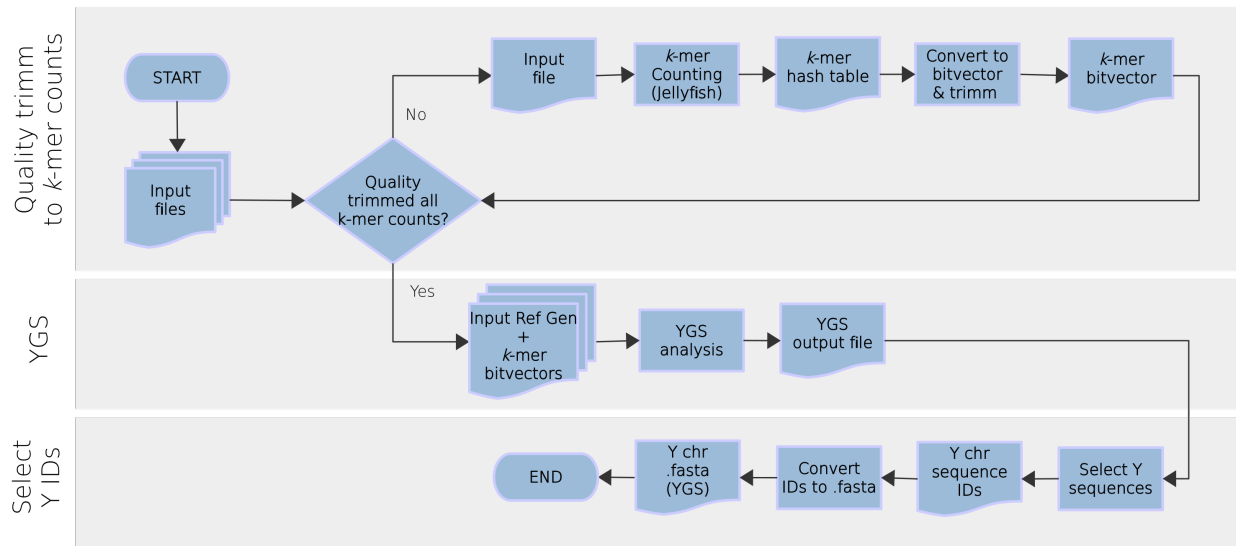 Quality trimm
to k-mer counts
START
Input
files
Quality
trimmed all
k-mer counts?
No
Input
file
k-mer
Counting
(Jellyfish)
k-mer
hash table
Convert to
bitvector
& trimm
k-mer
bitvector
Yes
YGS
Input Ref Gen
+
k-mer
bitvectors
YGS
analysis
YGS
output file
Select
Y IDs
Select Y
sequences
Y chr
sequence
IDs
Convert
IDs to .fasta
Y chr
.fasta
(YGS)
END